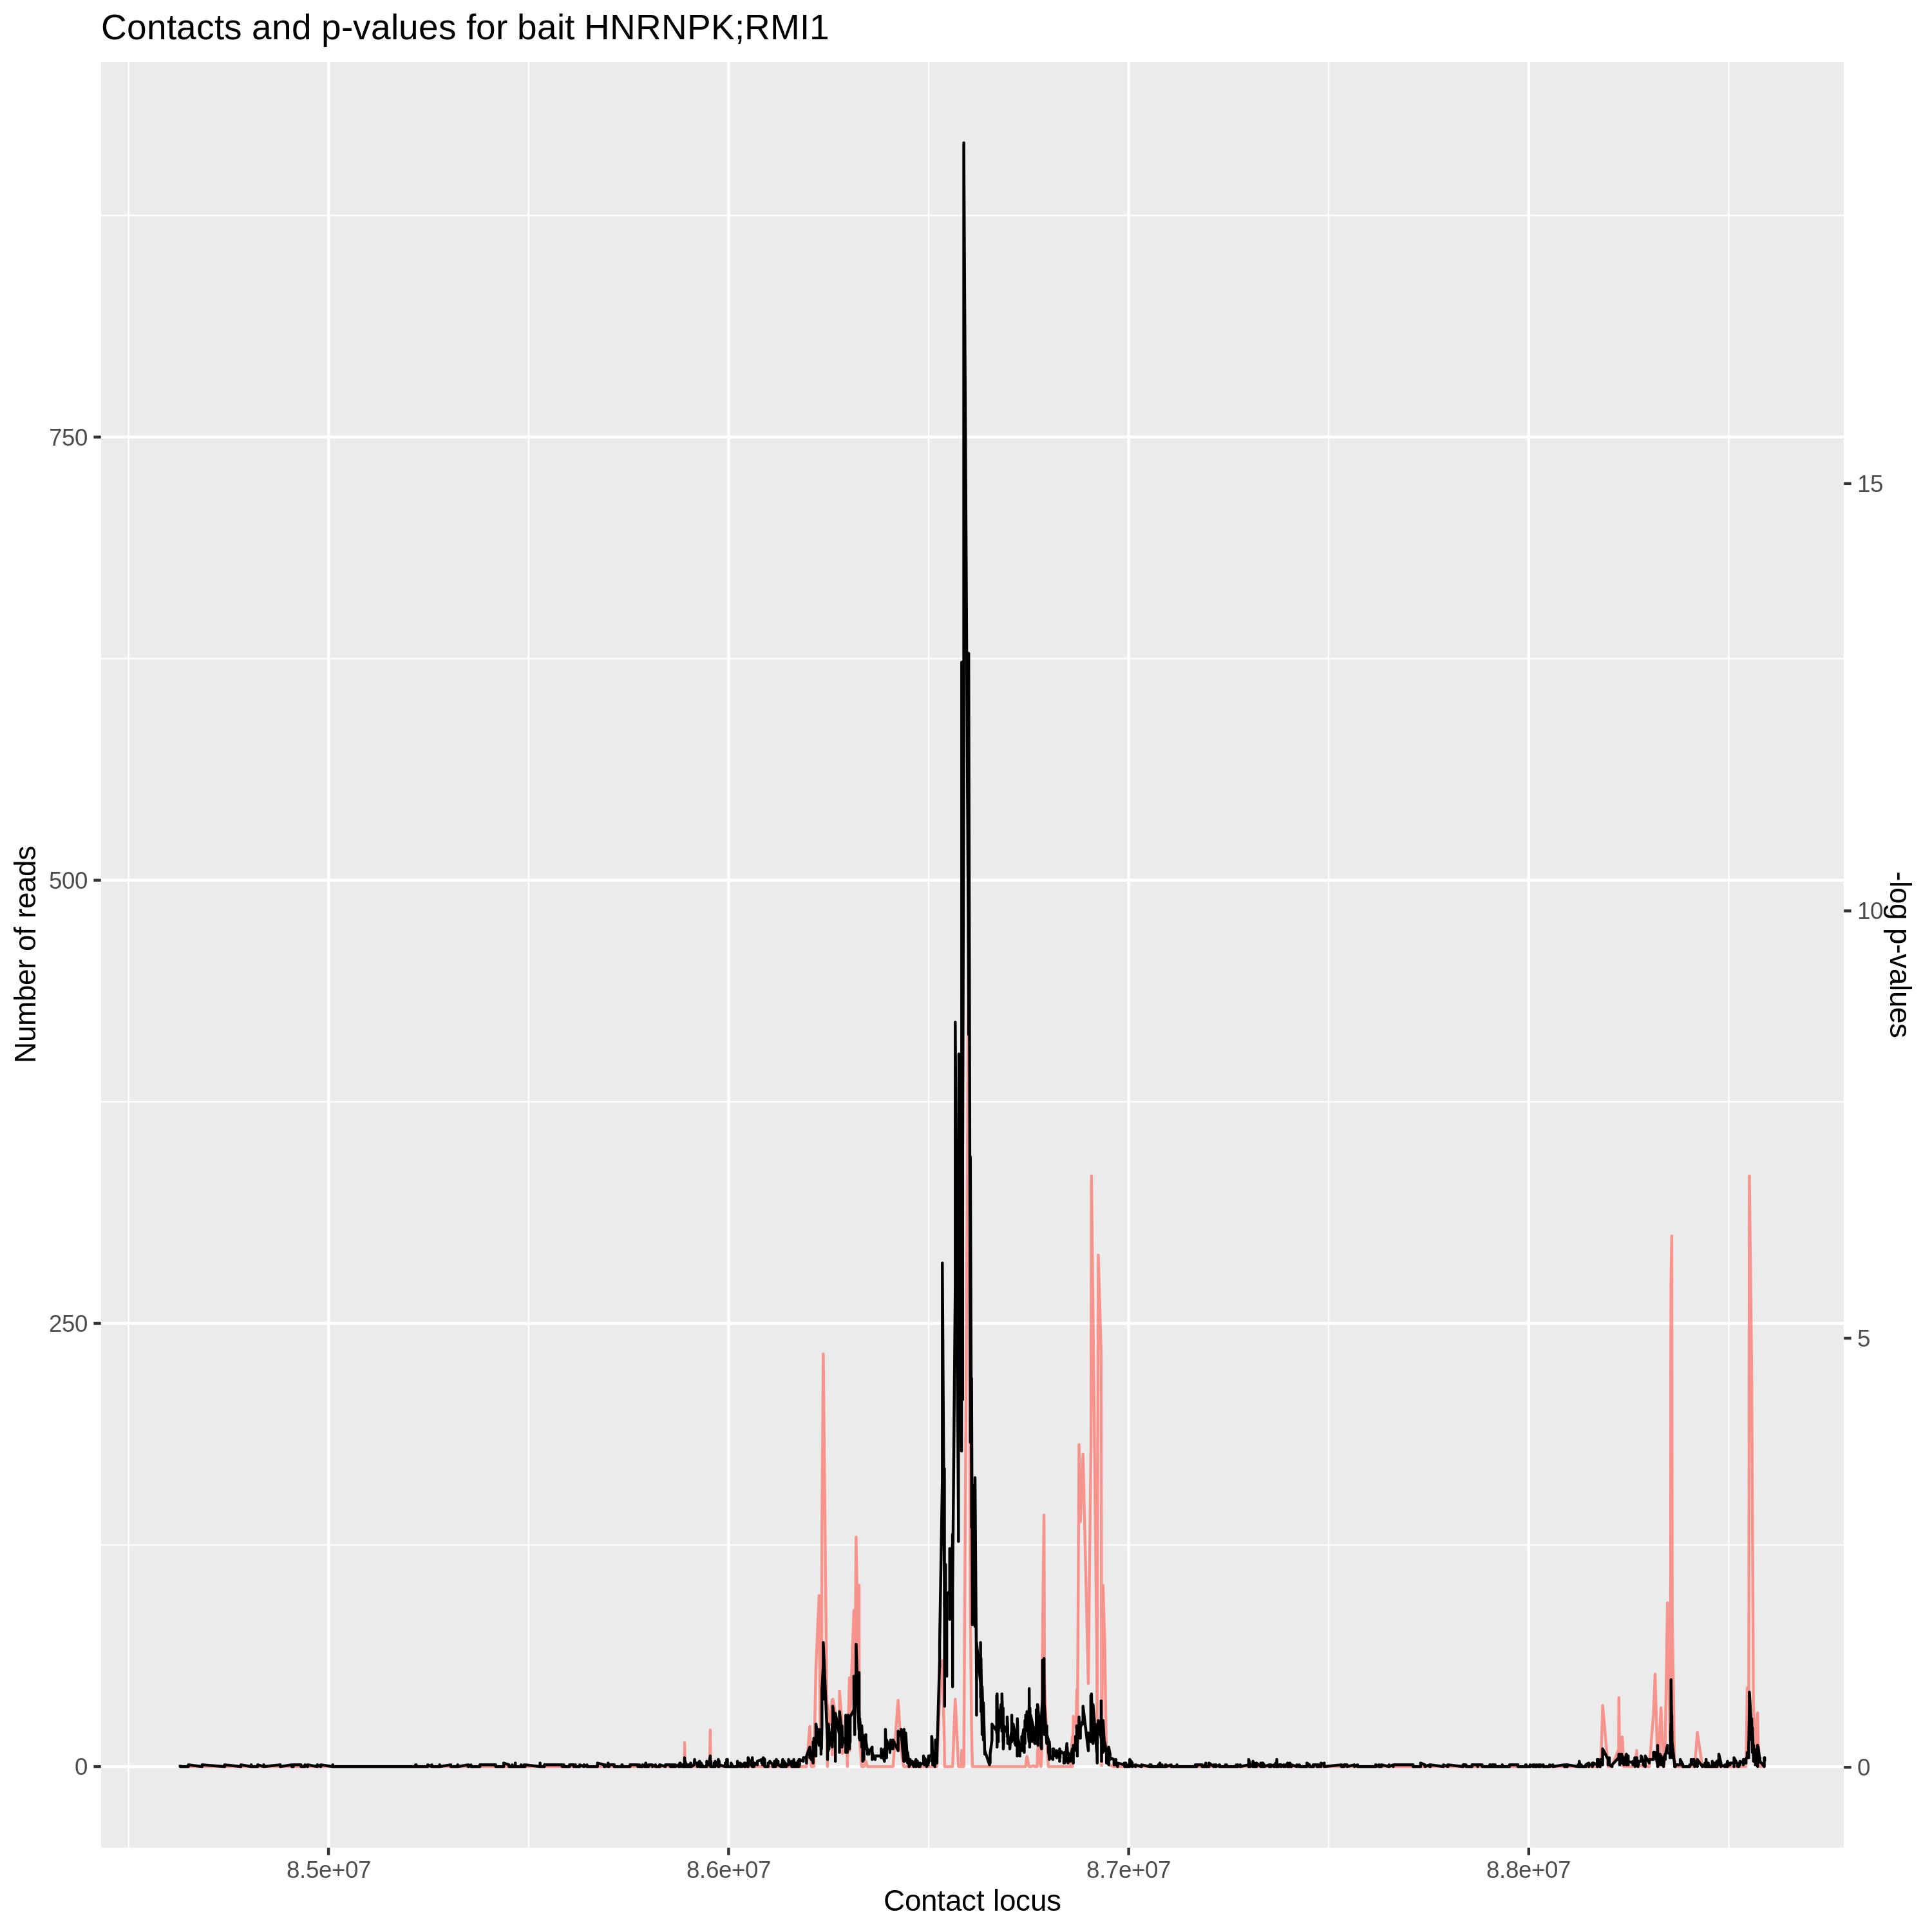 Contacts and p-values for bait HNRNPK;RMI1
Number of reads
750
500
250
0
15
10
5
0
-log p-values
8.5e+07
8.6e+07
8.7e+07
8.8e+07
Contact locus